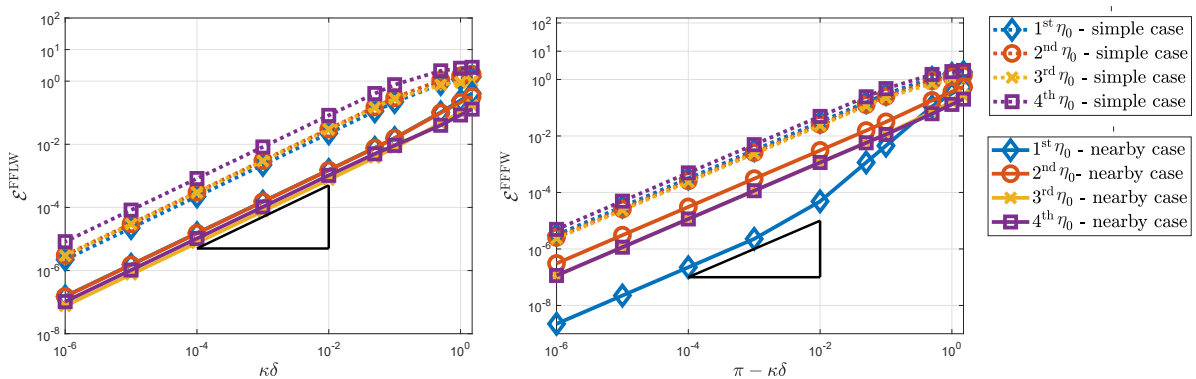 10^2
10^0
10^-2
10^-4
10^-6
10^-8
ℰ^FFLW
10^-6 10^-4 10^-2 10^0
κδ
10^2
10^0
10^-2
10^-4
10^-6
10^-8
ℰ^FFFW
10^-6 10^-4 10^-2 10^0
π − κδ
1^st η_0 - simple case
2^nd η_0 - simple case
3^rd η_0 - simple case
4^th η_0 - simple case
1^st η_0 - nearby case
2^nd η_0- nearby case
3^rd η_0 - nearby case
4^th η_0 - nearby case